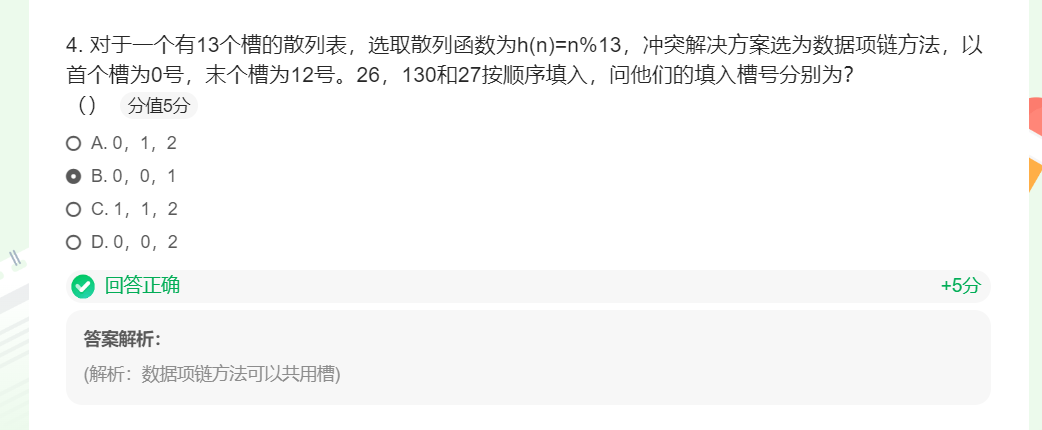 4. 对于一个有13个槽的散列表，选取散列函数为h(n)=n%13，冲突解决方案选为数据项链方法，以
首个槽为0号，末个槽为12号。26，130和27按顺序填入，问他们的填入槽号分别为？
（） 分值5分
A. 0，1，2
B. 0，0，1
C. 1，1，2
D. 0，0，2
回答正确 +5分
答案解析：
(解析：数据项链方法可以共用槽)